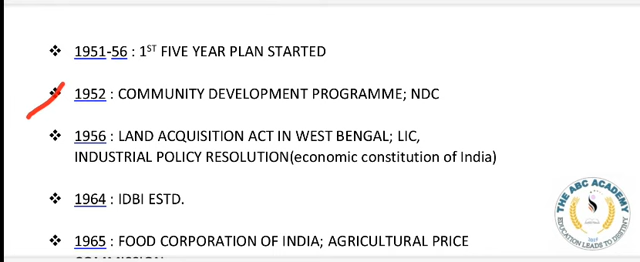 ❖ 1951-56 : 1ST FIVE YEAR PLAN STARTED
❖ 1952 : COMMUNITY DEVELOPMENT PROGRAMME; NDC
❖ 1956 : LAND ACQUISITION ACT IN WEST BENGAL; LIC,
INDUSTRIAL POLICY RESOLUTION(economic constitution of India)
❖ 1964 : IDBI ESTD.
❖ 1965 : FOOD CORPORATION OF INDIA; AGRICULTURAL PRICE
THE ABC ACADEMY
EDUCATION LEADS TO DESTINY